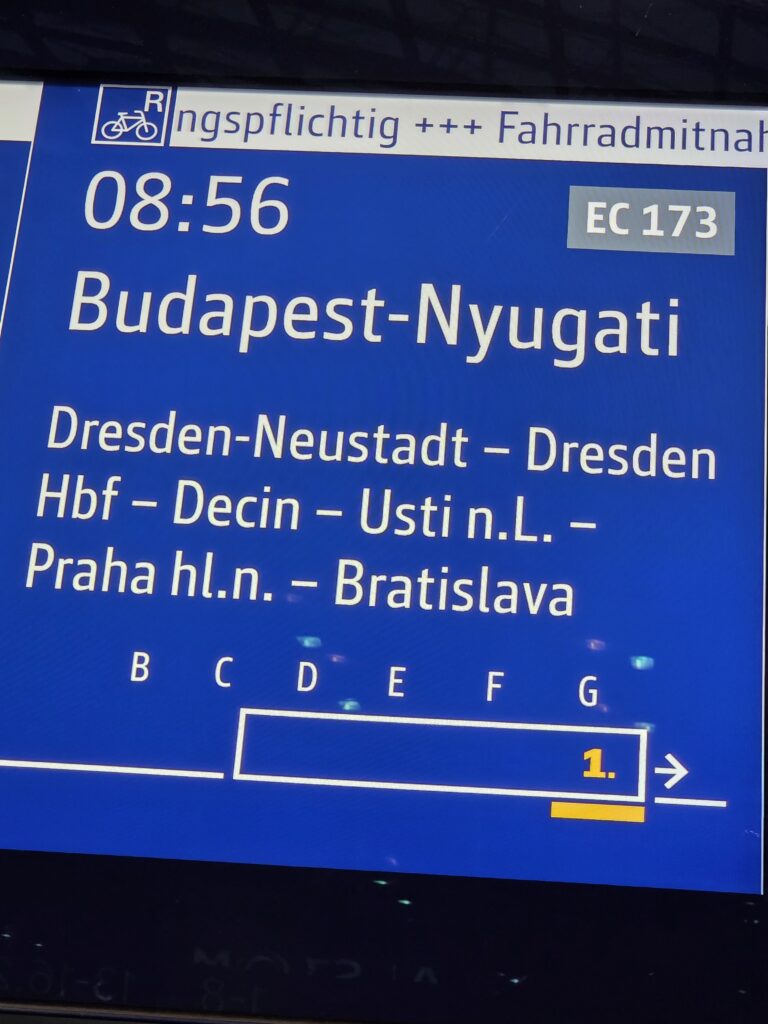 R ngspflichtig +++ Fahrradmitnah
08:56 EC 173
Budapest-Nyugati
Dresden-Neustadt – Dresden
Hbf – Decin – Usti n.L. –
Praha hl.n. – Bratislava
B C D E F G
1. →